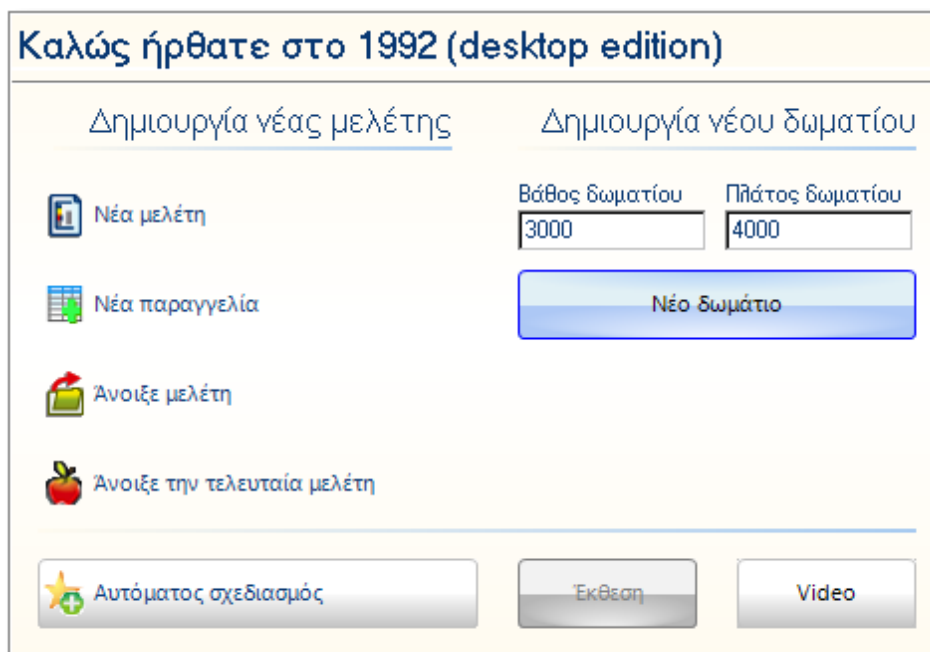 Καλώς ήρθατε στο 1992 (desktop edition)
Δημιουργία νέας μελέτης
Νέα μελέτη
Νέα παραγγελία
Άνοιξε μελέτη
Άνοιξε την τελευταία μελέτη
Δημιουργία νέου δωματίου
Βάθος δωματίου Πλάτος δωματίου
3000 4000
Νέο δωμάτιο
Αυτόματος σχεδιασμός
Έκθεση
Video